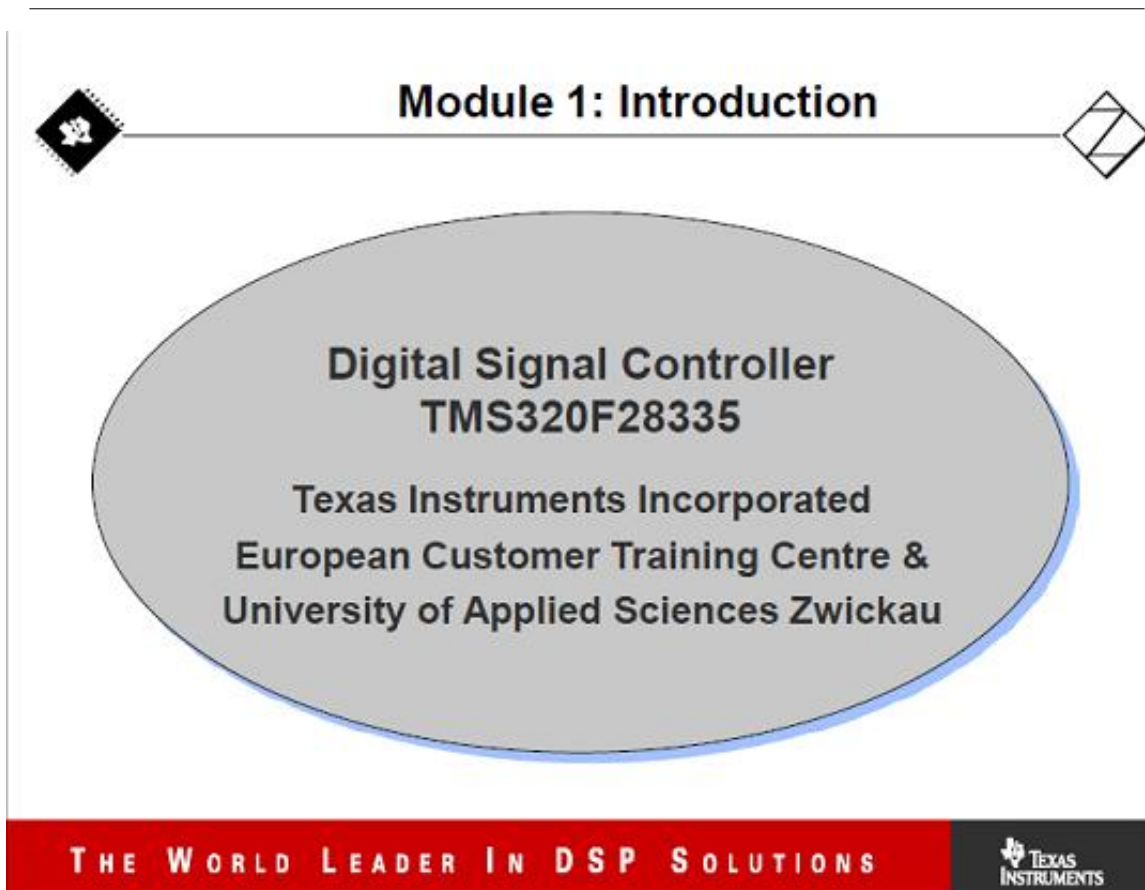 Module 1: Introduction
Digital Signal Controller
TMS320F28335
Texas Instruments Incorporated
European Customer Training Centre &
University of Applied Sciences Zwickau
THE WORLD LEADER IN DSP SOLUTIONS
TEXAS
INSTRUMENTS